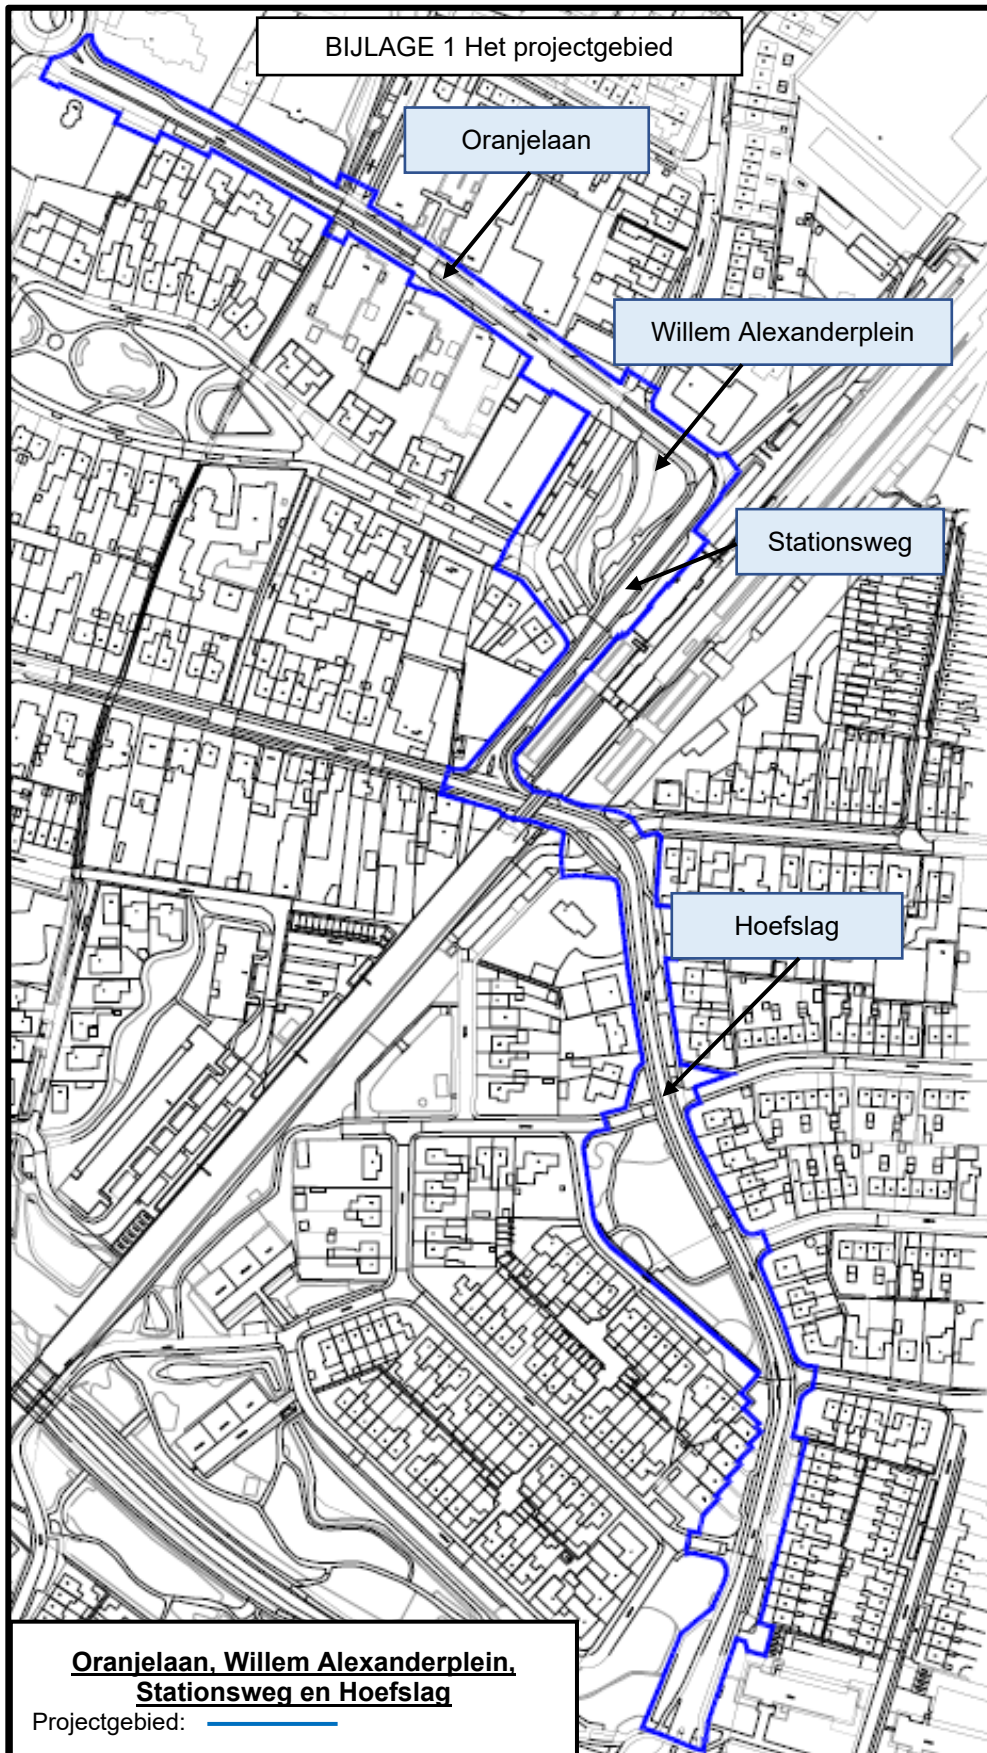 BIJLAGE 1 Het projectgebied
Oranjelaan
Willem Alexanderplein
Stationsweg
Hoefslag
Oranjelaan, Willem Alexanderplein,
Stationsweg en Hoefslag
Projectgebied: